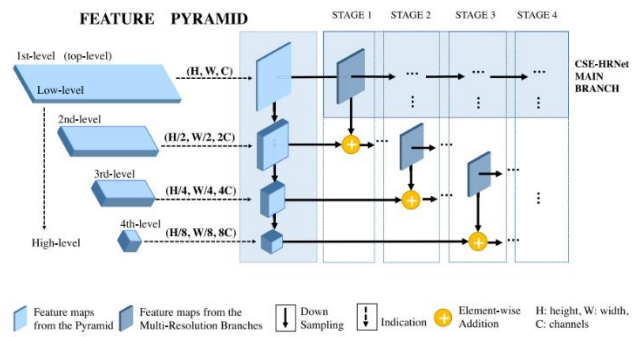 FEATURE PYRAMID
STAGE 1 STAGE 2 STAGE 3 STAGE 4
1st-level (top-level)
(H, W, C)
Low-level
CSE-HRNet
MAIN
BRANCH
2nd-level
(H/2, W/2, 2C)
3rd-level
(H/4, W/4, 4C)
4th-level
(H/8, W/8, 8C)
High-level
Feature maps
from the Pyramid
Feature maps from the
Multi-Resolution Branches
Down
Sampling
Indication
Element-wise
Addition
H: height, W: width,
C: channels